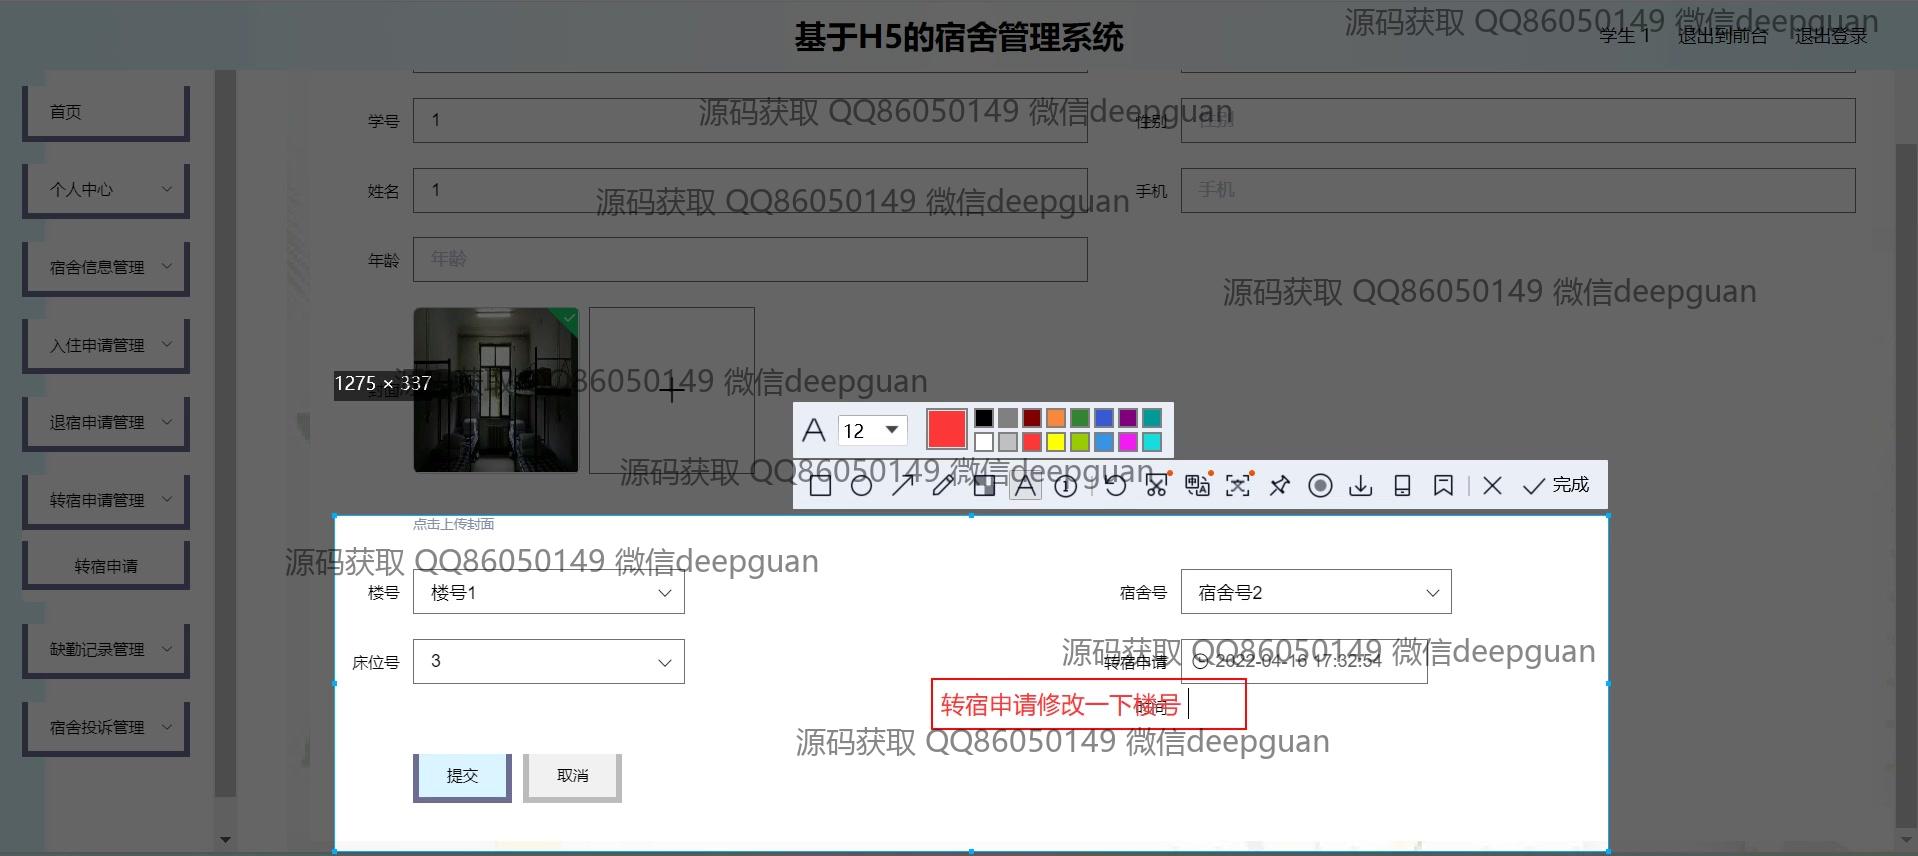 基于H5的宿舍管理系统
源码获取 QQ86050149 微信deepguan
学生 1 退出到前台 退出登录
首页
个人中心
宿舍信息管理
入住申请管理
退宿申请管理
转宿申请管理
转宿申请
缺勤记录管理
宿舍投诉管理
学号 1
源码获取 QQ86050149 微信deepguan
性别 性别
姓名 1
源码获取 QQ86050149 微信deepguan
手机 手机
年龄 年龄
源码获取 QQ86050149 微信deepguan
1275 × 337
封面
源码获取 QQ86050149 微信deepguan
12
源码获取 QQ86050149 微信deepguan
完成
点击上传封面
源码获取 QQ86050149 微信deepguan
楼号 楼号1
宿舍号 宿舍号2
床位号 3
源码获取 QQ86050149 微信deepguan
转宿申请 2022-04-16 17:32:54
时间
转宿申请修改一下楼号
源码获取 QQ86050149 微信deepguan
提交 取消